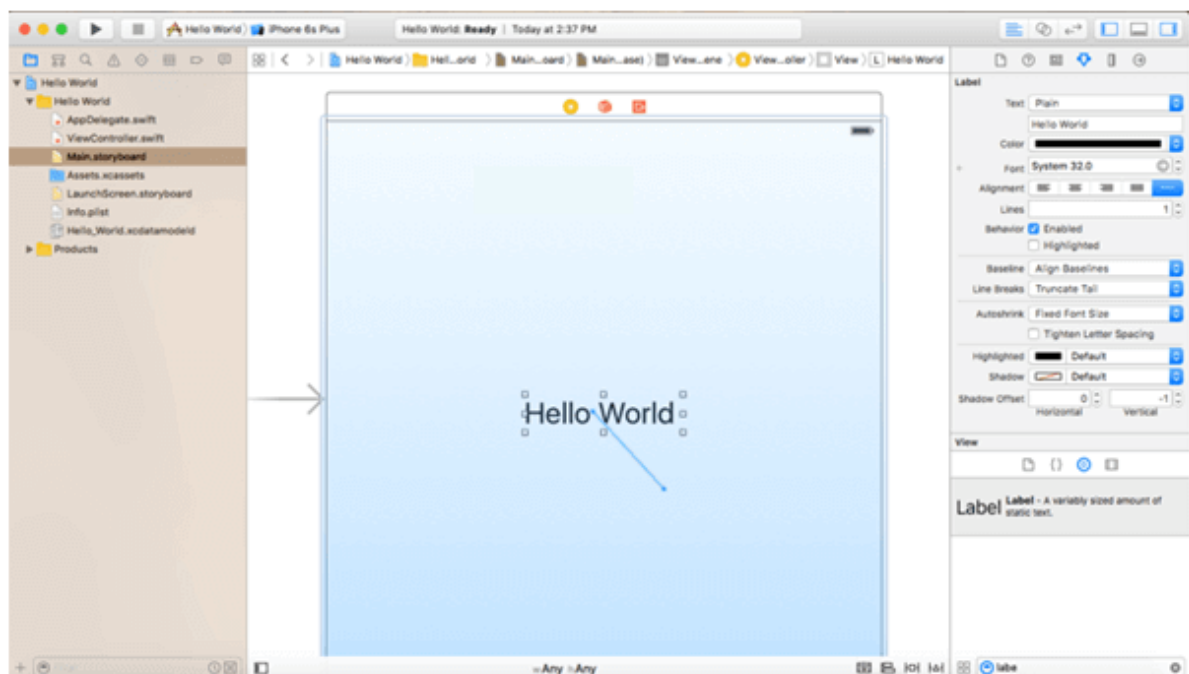 Hello World
iPhone 6s Plus
Hello World: Ready | Today at 2:37 PM
Hello World
Hel...orld
Main...oard
Main...ase)
View...ene
View...oller
View
L Hello World
Hello World
Hello World
AppDelegate.swift
ViewController.swift
Main.storyboard
Assets.xcassets
LaunchScreen.storyboard
Info.plist
Hello_World.xcdatamodeld
Products
Hello World
wAny hAny
Label
Text Plain
Hello World
Color
Font System 32.0
Alignment
Lines 1
Behavior Enabled
Highlighted
Baseline Align Baselines
Line Breaks Truncate Tail
Autoshrink Fixed Font Size
Tighten Letter Spacing
Highlighted Default
Shadow Default
Shadow Offset 0 -1
Horizontal Vertical
View
Label Label - A variably sized amount of
static text.
labe